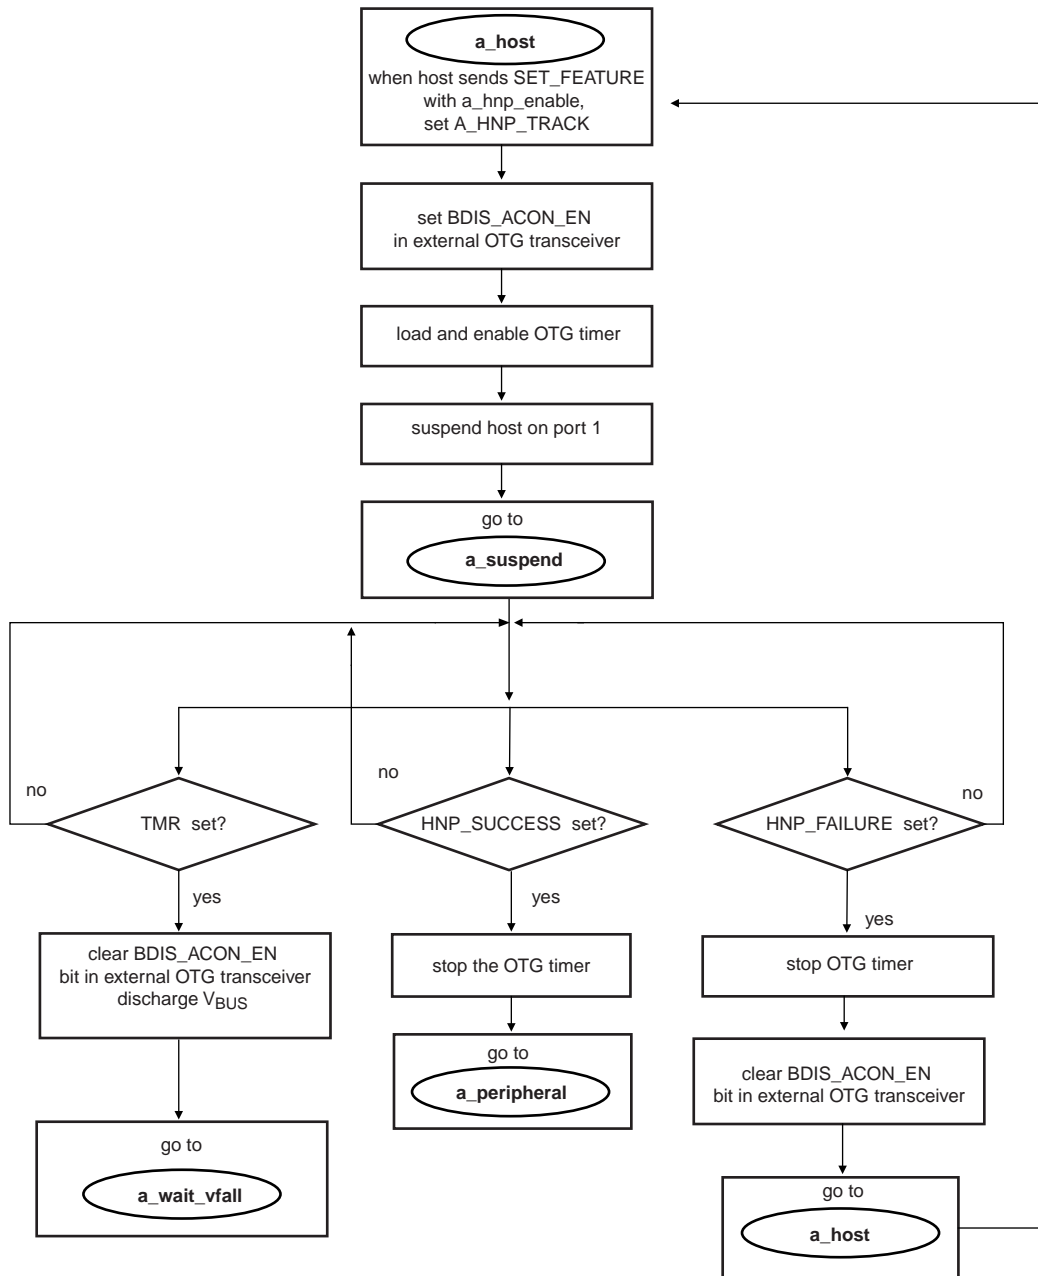 a_host
when host sends SET_FEATURE
with a_hnp_enable,
set A_HNP_TRACK
set BDIS_ACON_EN
in external OTG transceiver
load and enable OTG timer
suspend host on port 1
go to
a_suspend
no
no
no
TMR set?
HNP_SUCCESS set?
HNP_FAILURE set?
yes
yes
yes
clear BDIS_ACON_EN
bit in external OTG transceiver
discharge VBUS
stop the OTG timer
stop OTG timer
go to
a_peripheral
clear BDIS_ACON_EN
bit in external OTG transceiver
go to
a_wait_vfall
go to
a_host